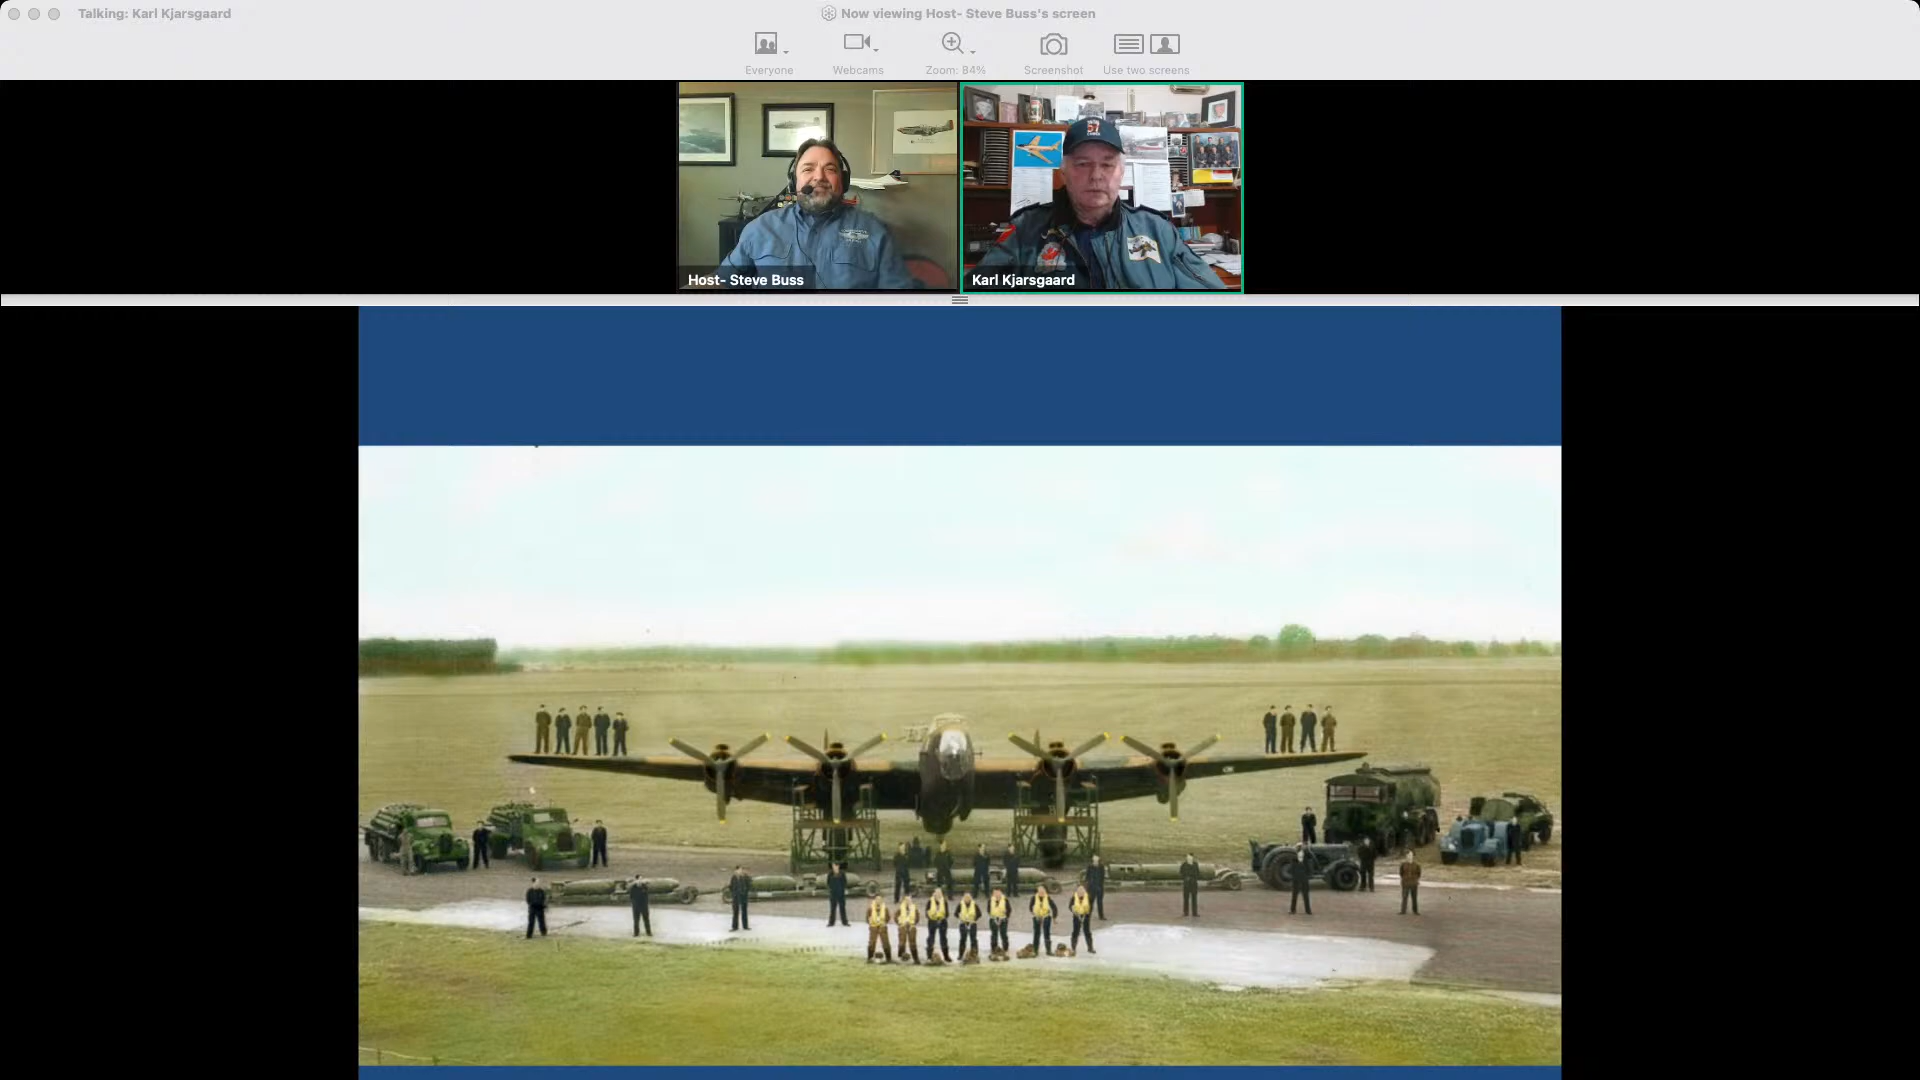 Talking: Karl Kjarsgaard
Now viewing Host- Steve Buss's screen
Everyone
Webcams
Zoom: 84%
Screenshot
Use two screens
57
Host- Steve Buss
Karl Kjarsgaard